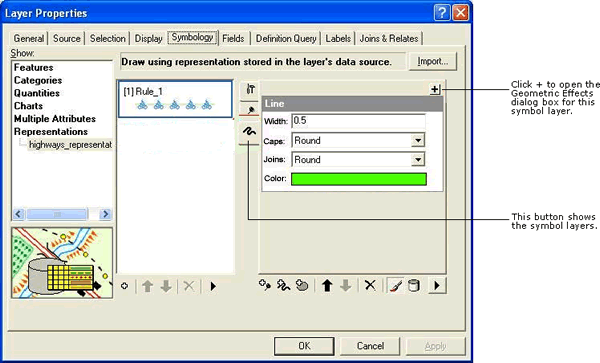 Layer Properties
General Source Selection Display Symbology Fields Definition Query Labels Joins & Relates
Show:
Features
Categories
Quantities
Charts
Multiple Attributes
Representations
highways_representat
Draw using representation stored in the layer's data source.
Import...
[1] Rule_1
Line
Width: 0.5
Caps: Round
Joins: Round
Color:
Click + to open the
Geometric Effects
dialog box for this
symbol layer.
This button shows
the symbol layers.
OK Cancel Apply